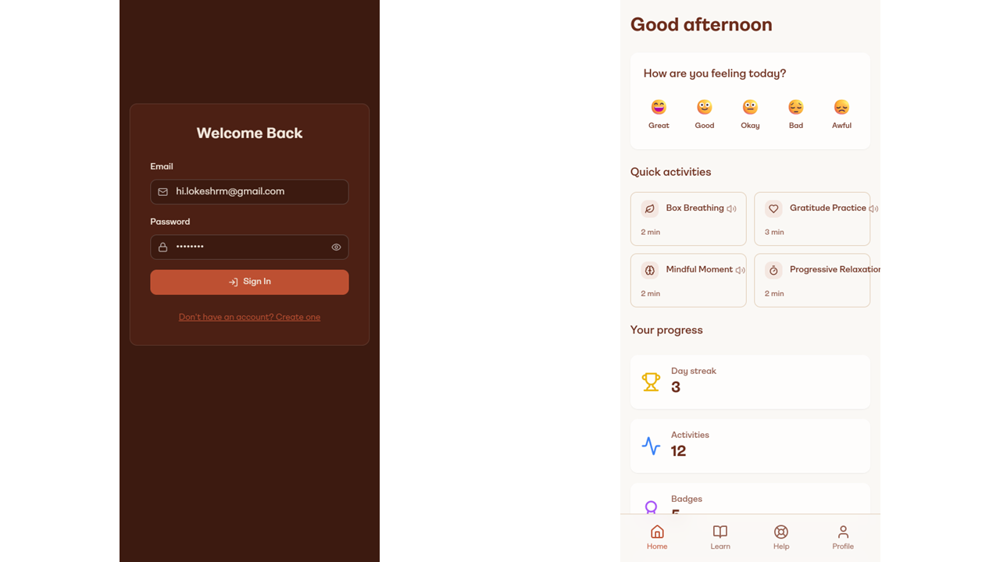 Welcome Back
Email
hi.lokeshrm@gmail.com
Password
••••••••
Sign In
Don't have an account? Create one
Good afternoon
How are you feeling today?
Great Good Okay Bad Awful
Quick activities
Box Breathing
2 min
Gratitude Practice
3 min
Mindful Moment
2 min
Progressive Relaxation
2 min
Your progress
Day streak
3
Activities
12
Badges
5
Home Learn Help Profile